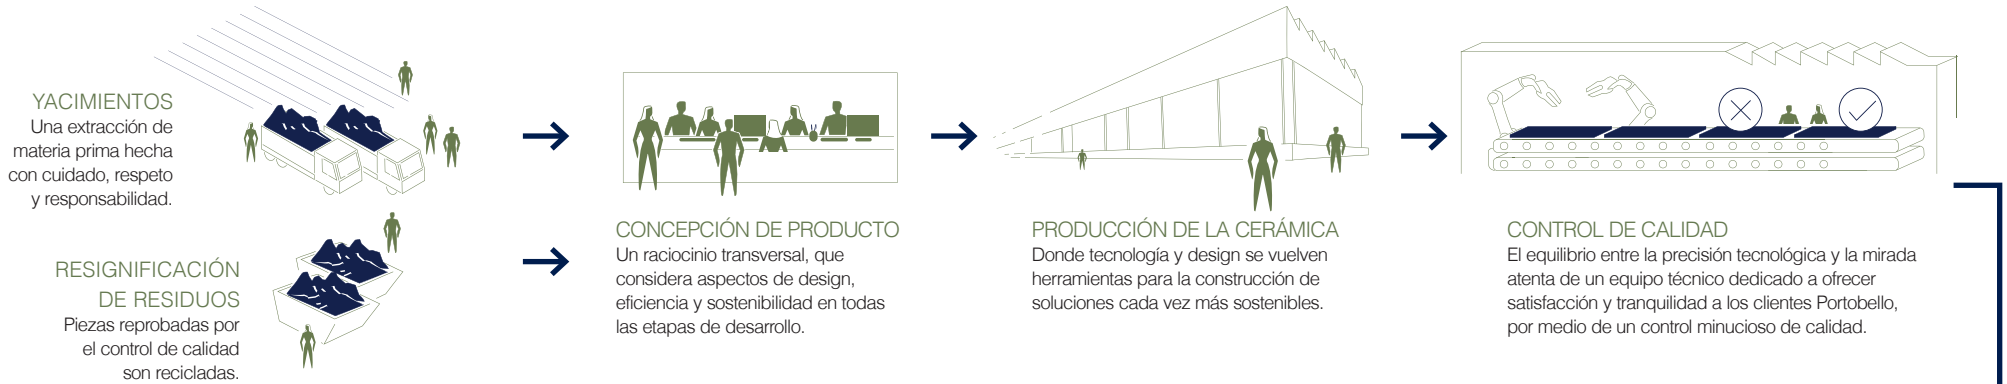 YACIMIENTOS
Una extracción de
materia prima hecha
con cuidado, respeto
y responsabilidad.
RESIGNIFICACIÓN
DE RESIDUOS
Piezas reprobadas por
el control de calidad
son recicladas.
CONCEPCIÓN DE PRODUCTO
Un raciocinio transversal, que
considera aspectos de design,
eficiencia y sostenibilidad en todas
las etapas de desarrollo.
PRODUCCIÓN DE LA CERÁMICA
Donde tecnología y design se vuelven
herramientas para la construcción de
soluciones cada vez más sostenibles.
CONTROL DE CALIDAD
El equilibrio entre la precisión tecnológica y la mirada
atenta de un equipo técnico dedicado a ofrecer
satisfacción y tranquilidad a los clientes Portobello,
por medio de un control minucioso de calidad.